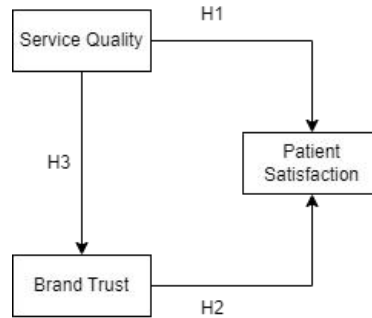 H1
Service Quality
Patient
Satisfaction
H3
Brand Trust
H2